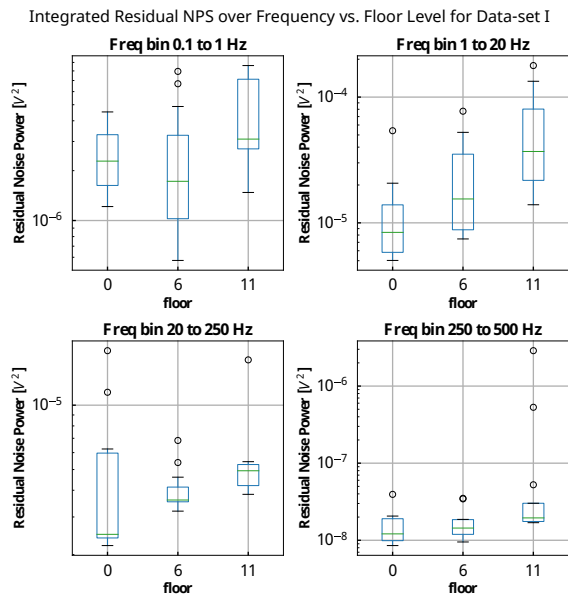 Integrated Residual NPS over Frequency vs. Floor Level for Data-set I
Freq bin 0.1 to 1 Hz
Residual Noise Power [V²]
10⁻⁶
0 6 11
floor
Freq bin 1 to 20 Hz
Residual Noise Power [V²]
10⁻⁴
10⁻⁵
0 6 11
floor
Freq bin 20 to 250 Hz
Residual Noise Power [V²]
10⁻⁵
0 6 11
floor
Freq bin 250 to 500 Hz
Residual Noise Power [V²]
10⁻⁶
10⁻⁷
10⁻⁸
0 6 11
floor